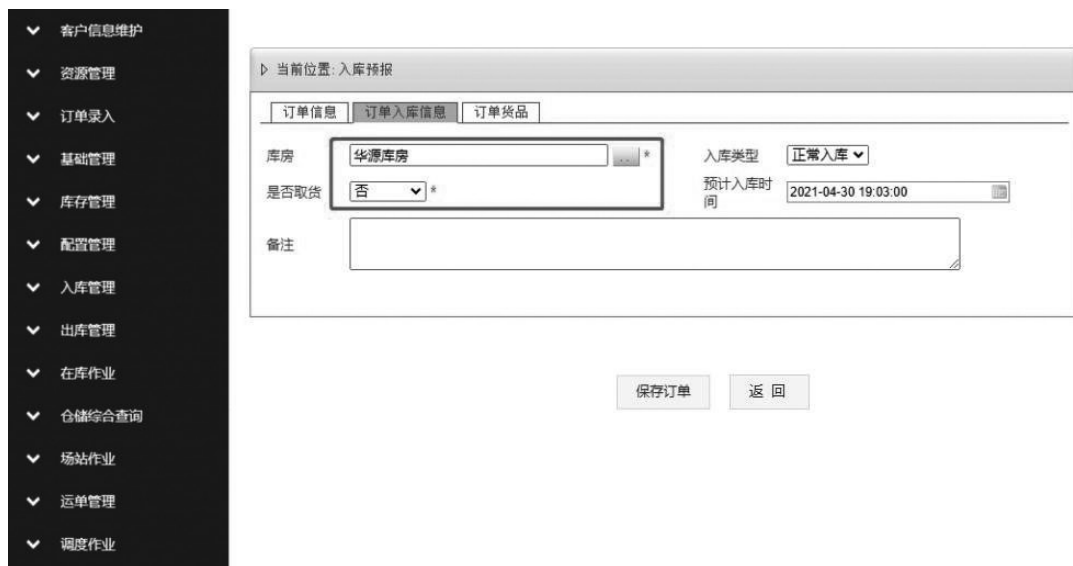 客户信息维护
资源管理
订单录入
基础管理
库存管理
配置管理
入库管理
出库管理
在库作业
仓储综合查询
场站作业
运单管理
调度作业
当前位置: 入库预报
订单信息 订单入库信息 订单货品
库房 华源库房 .. * 入库类型 正常入库
是否取货 否 * 预计入库时间 2021-04-30 19:03:00
备注
保存订单 返 回